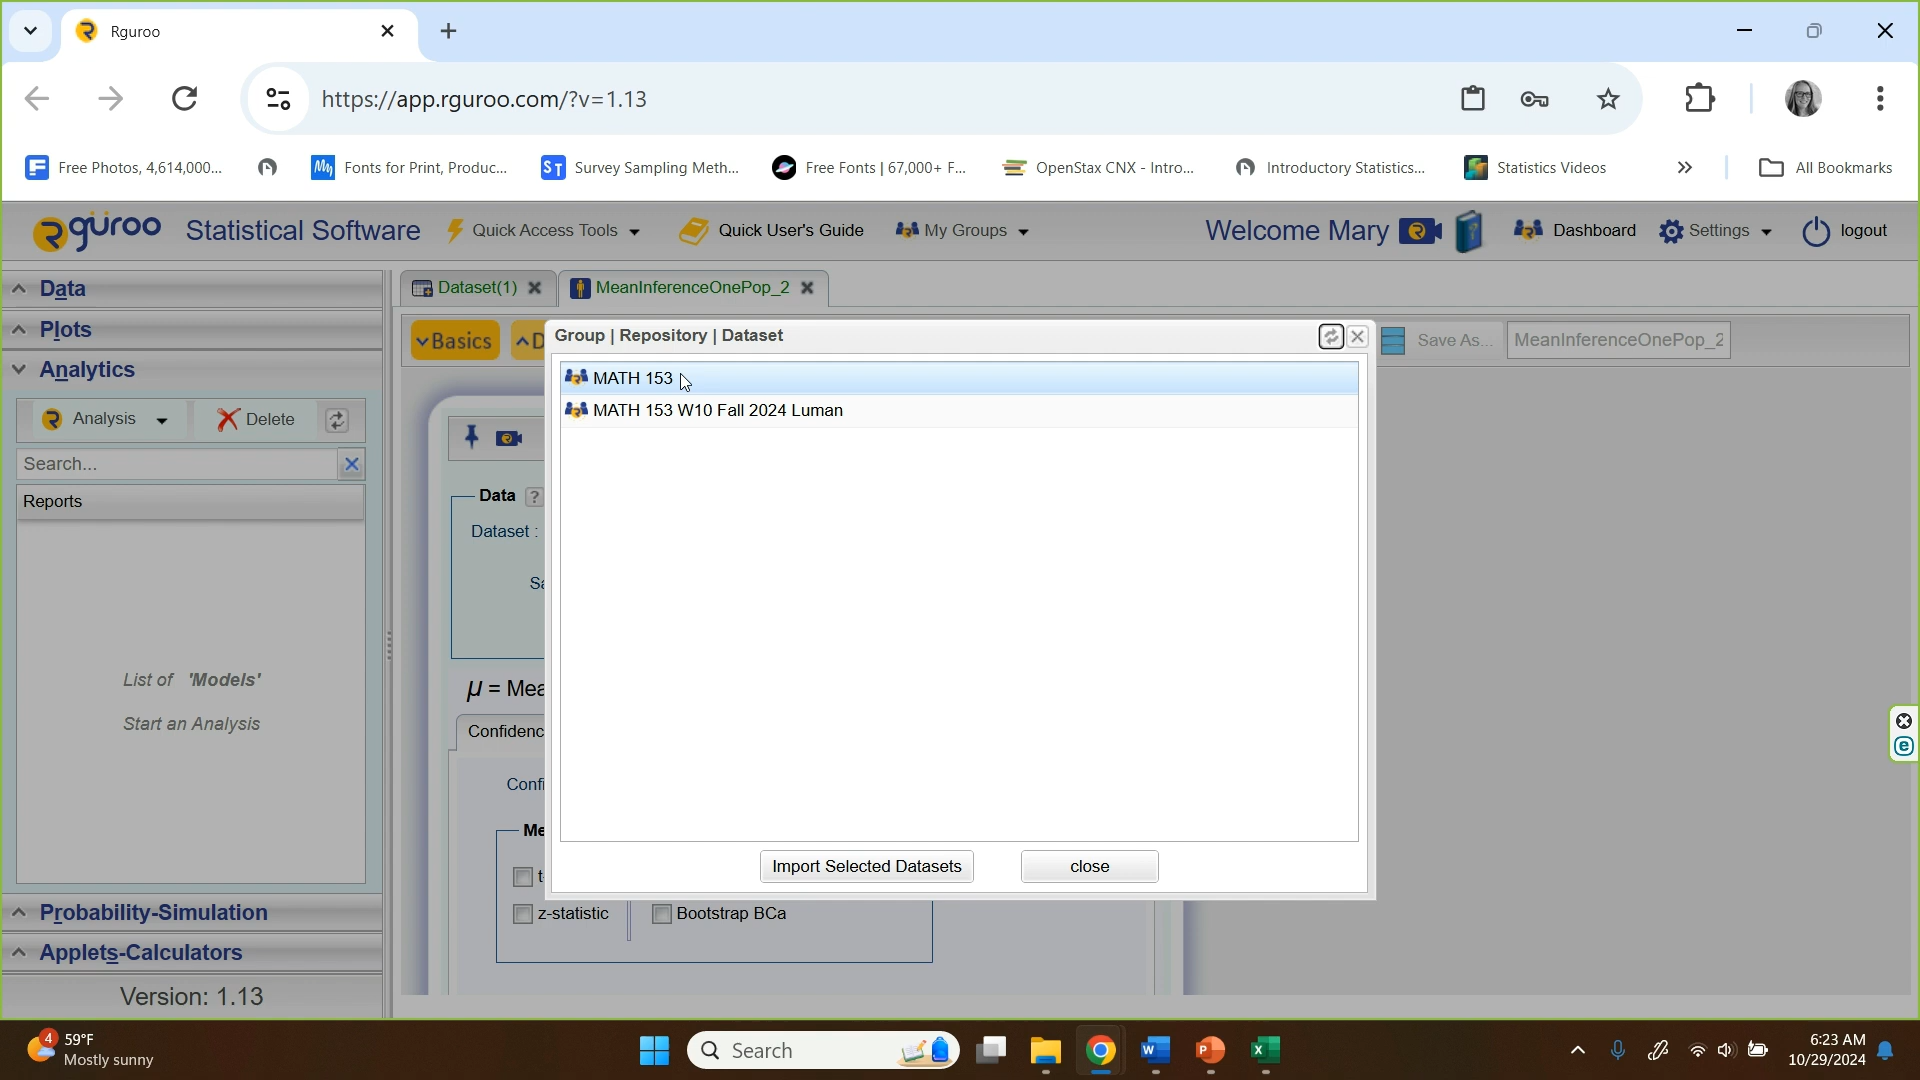 Rguroo
https://app.rguroo.com/?v=1.13
Free Photos, 4,614,000...
Fonts for Print, Produc...
Survey Sampling Meth...
Free Fonts | 67,000+ F...
OpenStax CNX - Intro...
Introductory Statistics...
Statistics Videos
All Bookmarks
Rguroo Statistical Software
Quick Access Tools
Quick User's Guide
My Groups
Welcome Mary
Dashboard
Settings
logout
Data
Plots
Analytics
Analysis
Delete
Search...
Reports
List of 'Models'
Start an Analysis
Probability-Simulation
Applets-Calculators
Version: 1.13
Dataset(1)
MeanInferenceOnePop_2
Basics
D
Save As...
MeanInferenceOnePop_2
Group | Repository | Dataset
MATH 153
MATH 153 W10 Fall 2024 Luman
Import Selected Datasets
close
Data ?
Dataset :
Sa
μ = Mea
Confidenc
Confi
Me
t-
z-statistic
Bootstrap BCa
4
59°F
Mostly sunny
Search
6:23 AM
10/29/2024